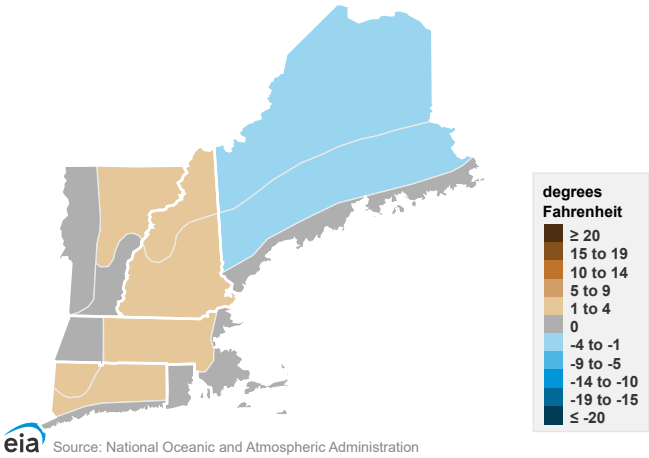 degrees
Fahrenheit
≥ 20
15 to 19
10 to 14
5 to 9
1 to 4
0
-4 to -1
-9 to -5
-14 to -10
-19 to -15
≤ -20
eia
Source: National Oceanic and Atmospheric Administration